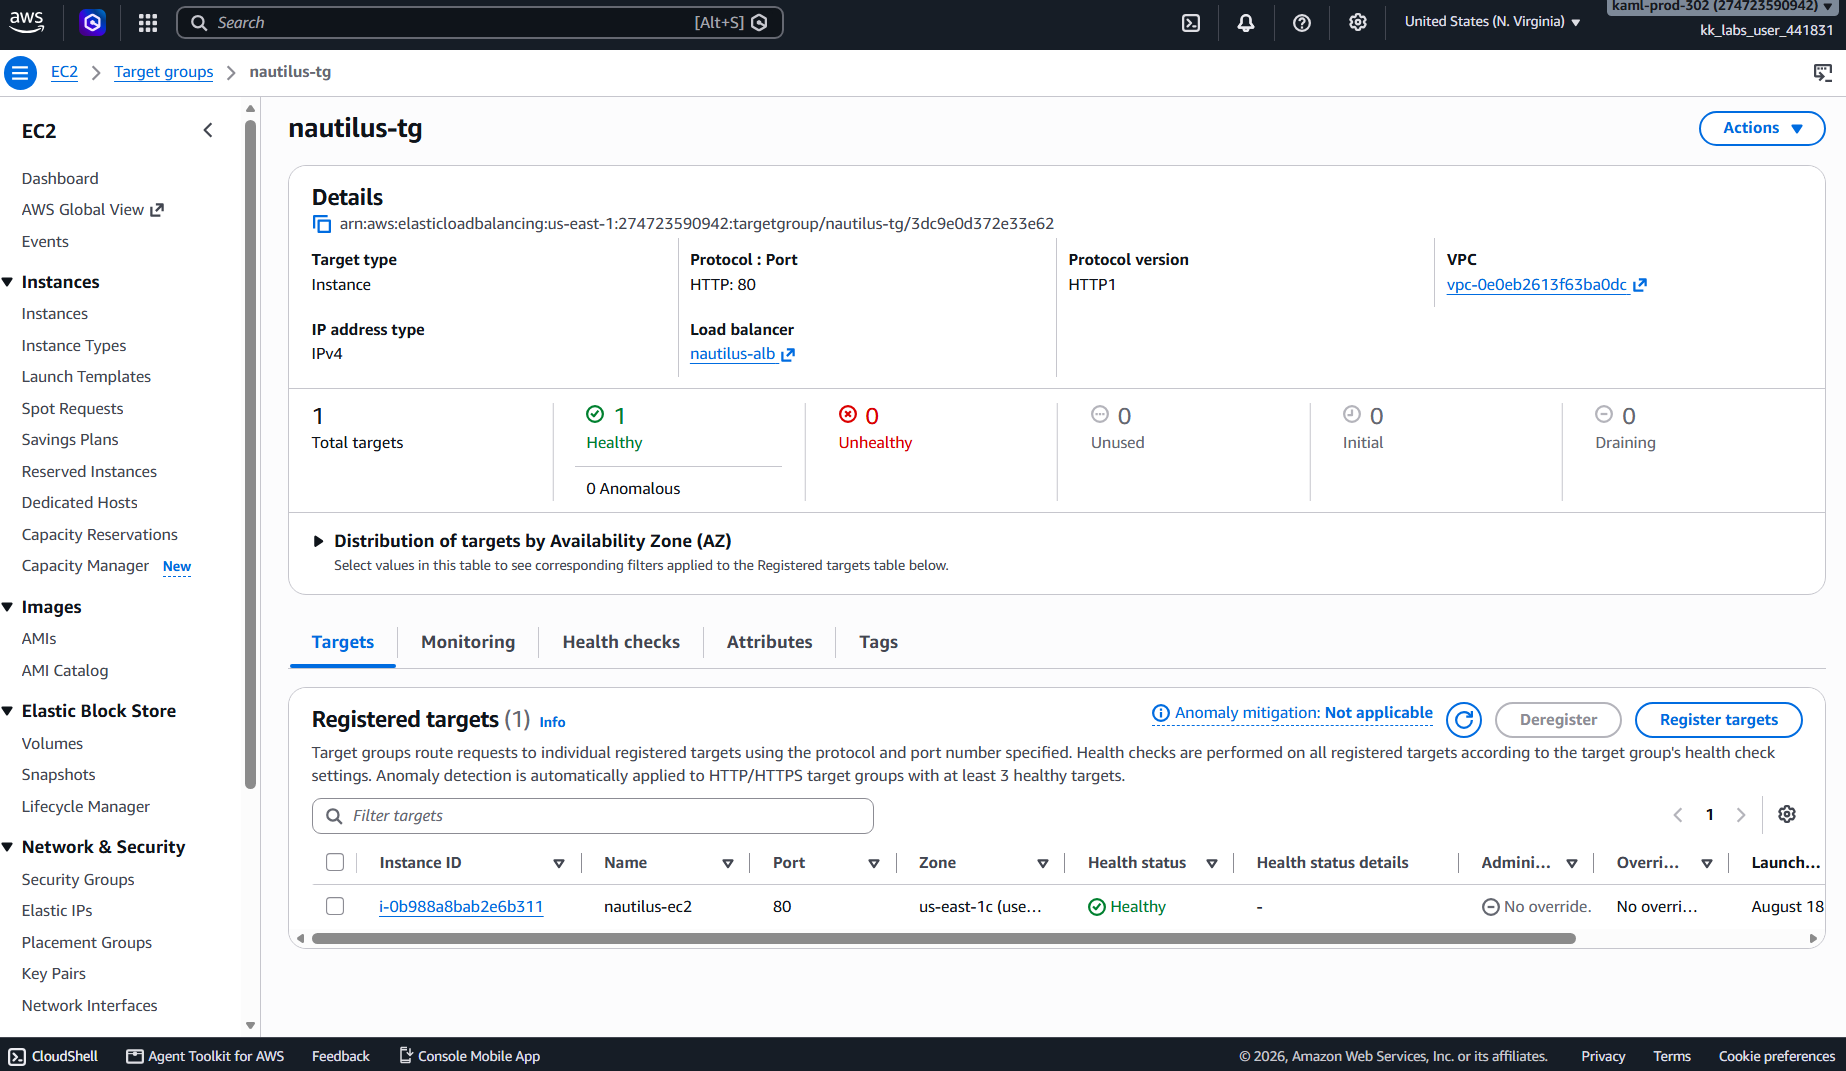 aws
Search
[Alt+S]
United States (N. Virginia)
kaml-prod-302 (274723590942)
kk_labs_user_441831
EC2
Target groups
nautilus-tg
EC2
Dashboard
AWS Global View
Events
Instances
Instances
Instance Types
Launch Templates
Spot Requests
Savings Plans
Reserved Instances
Dedicated Hosts
Capacity Reservations
Capacity Manager New
Images
AMIs
AMI Catalog
Elastic Block Store
Volumes
Snapshots
Lifecycle Manager
Network & Security
Security Groups
Elastic IPs
Placement Groups
Key Pairs
Network Interfaces
nautilus-tg
Actions
Details
arn:aws:elasticloadbalancing:us-east-1:274723590942:targetgroup/nautilus-tg/3dc9e0d372e33e62
Target type
Instance
Protocol : Port
HTTP: 80
Protocol version
HTTP1
VPC
vpc-0e0eb2613f63ba0dc
IP address type
IPv4
Load balancer
nautilus-alb
1
Total targets
1
Healthy
0 Anomalous
0
Unhealthy
0
Unused
0
Initial
0
Draining
Distribution of targets by Availability Zone (AZ)
Select values in this table to see corresponding filters applied to the Registered targets table below.
Targets
Monitoring
Health checks
Attributes
Tags
Registered targets (1) Info
Anomaly mitigation: Not applicable
Deregister
Register targets
Target groups route requests to individual registered targets using the protocol and port number specified. Health checks are performed on all registered targets according to the target group's health check
settings. Anomaly detection is automatically applied to HTTP/HTTPS target groups with at least 3 healthy targets.
Filter targets
1
Instance ID Name Port Zone Health status Health status details Admini... Overri... Launch...
i-0b988a8bab2e6b311 nautilus-ec2 80 us-east-1c (use... Healthy - No override. No overri... August 18
CloudShell
Agent Toolkit for AWS
Feedback
Console Mobile App
© 2026, Amazon Web Services, Inc. or its affiliates.
Privacy
Terms
Cookie preferences